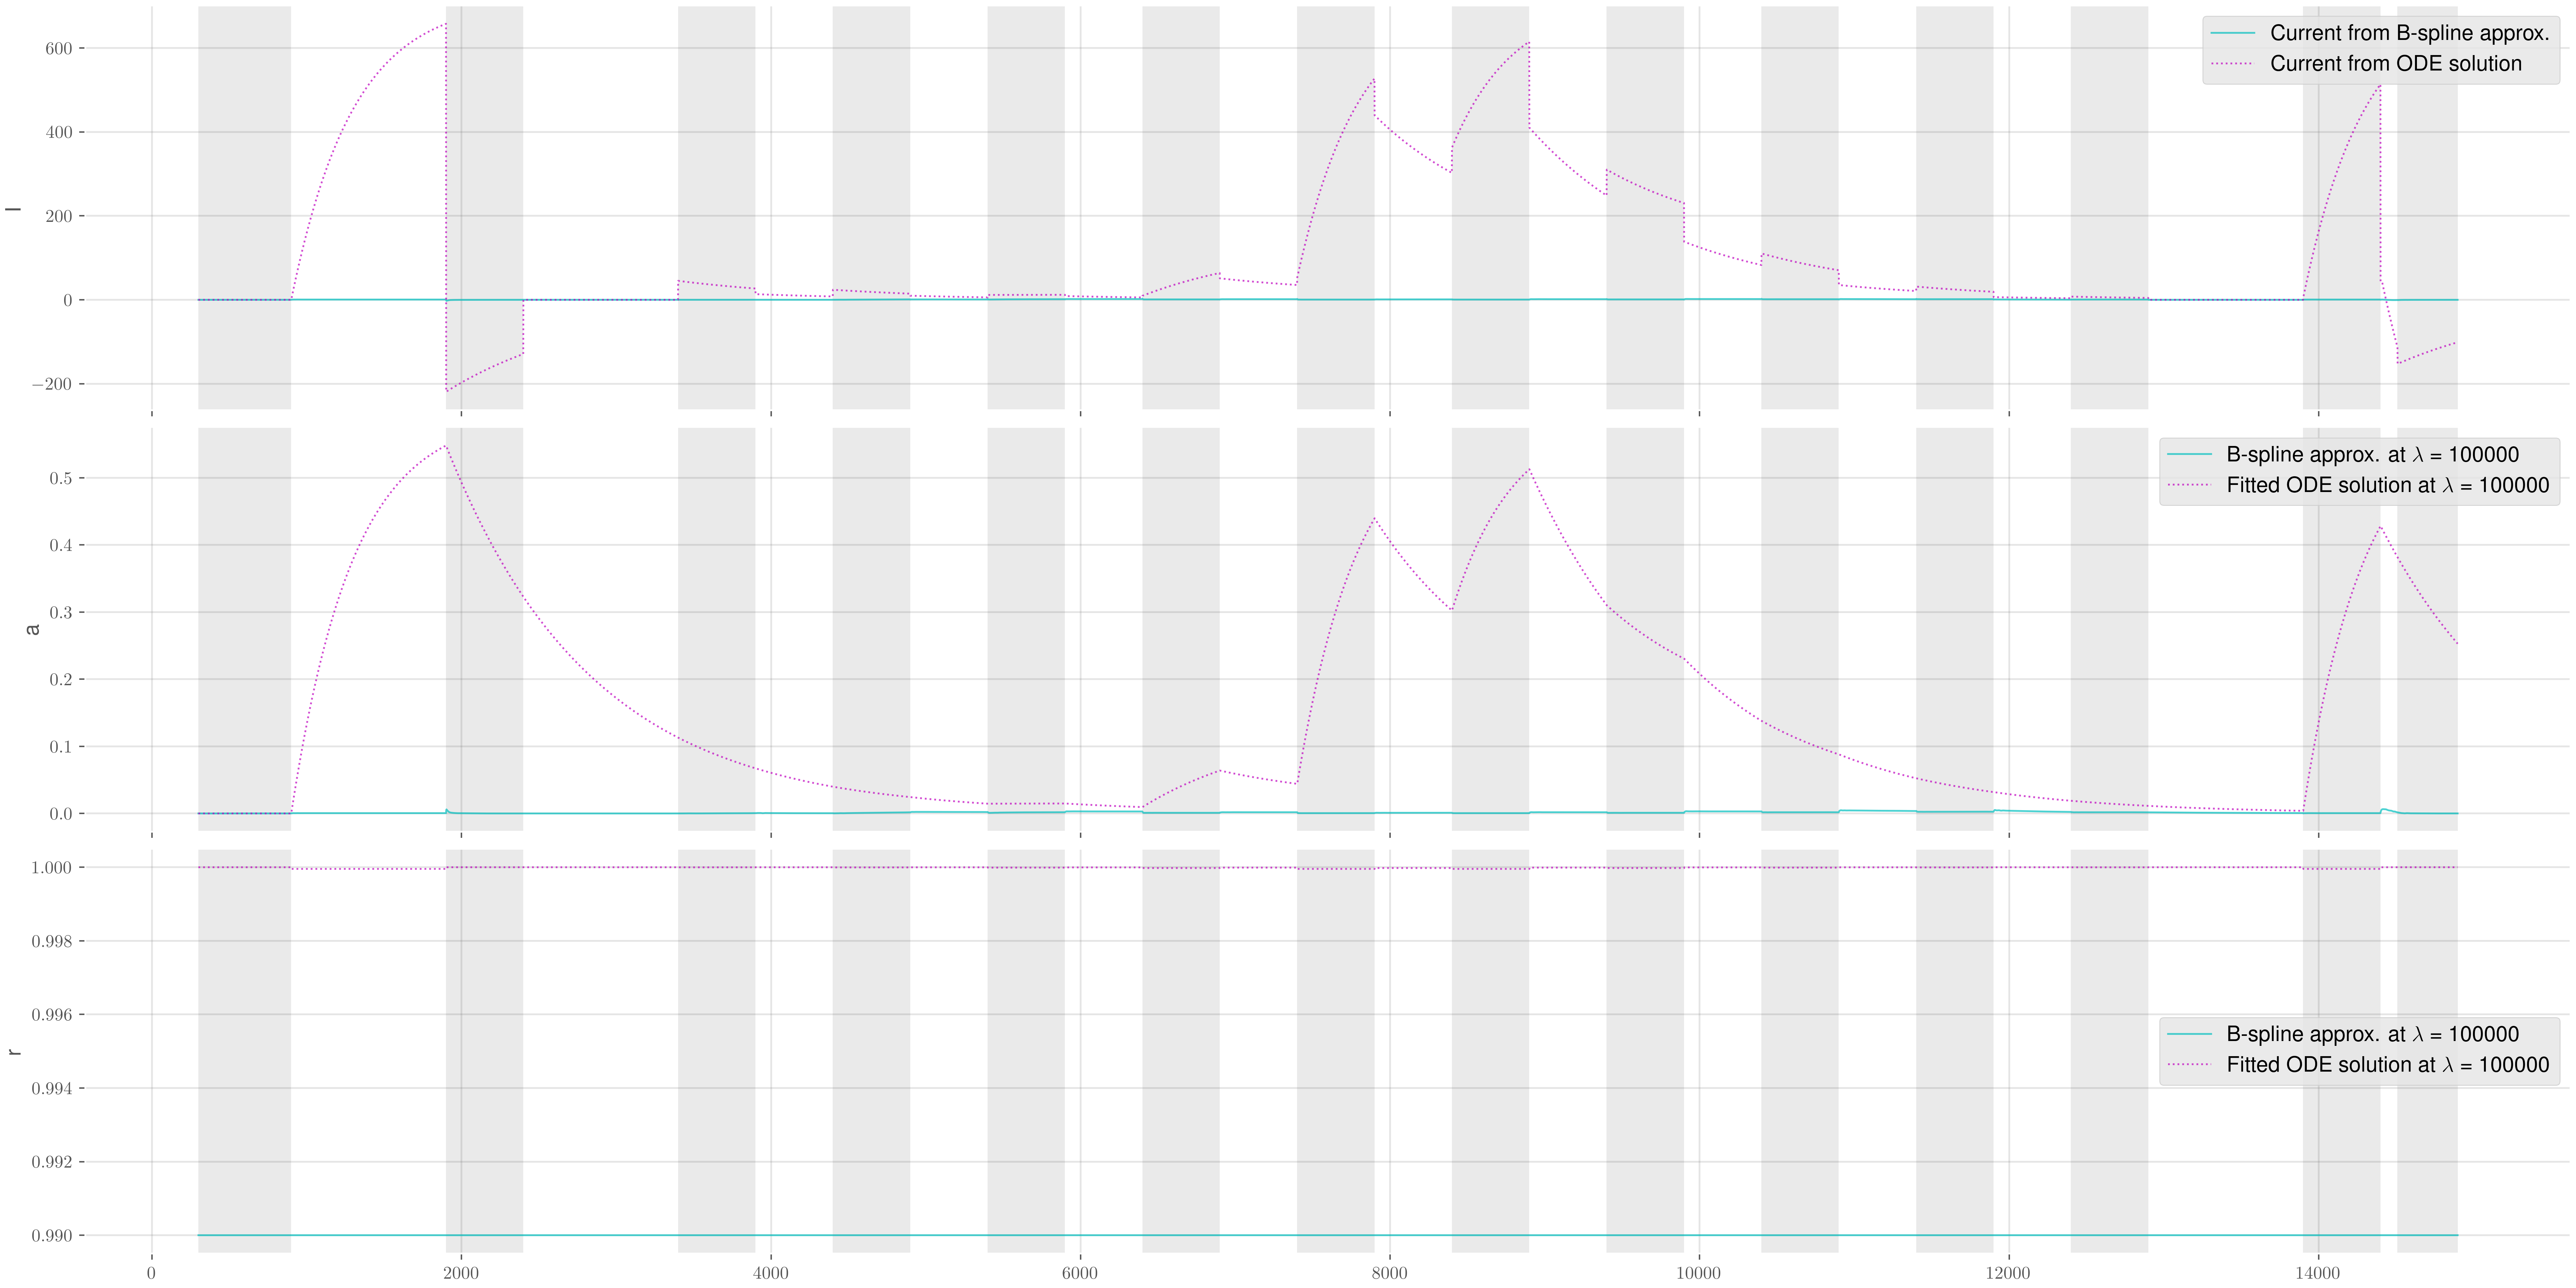 600
400
200
0
−200
I
Current from B-spline approx.
Current from ODE solution
0.5
0.4
0.3
0.2
0.1
0.0
a
B-spline approx. at λ = 100000
Fitted ODE solution at λ = 100000
1.000
0.998
0.996
0.994
0.992
0.990
r
B-spline approx. at λ = 100000
Fitted ODE solution at λ = 100000
0 2000 4000 6000 8000 10000 12000 14000